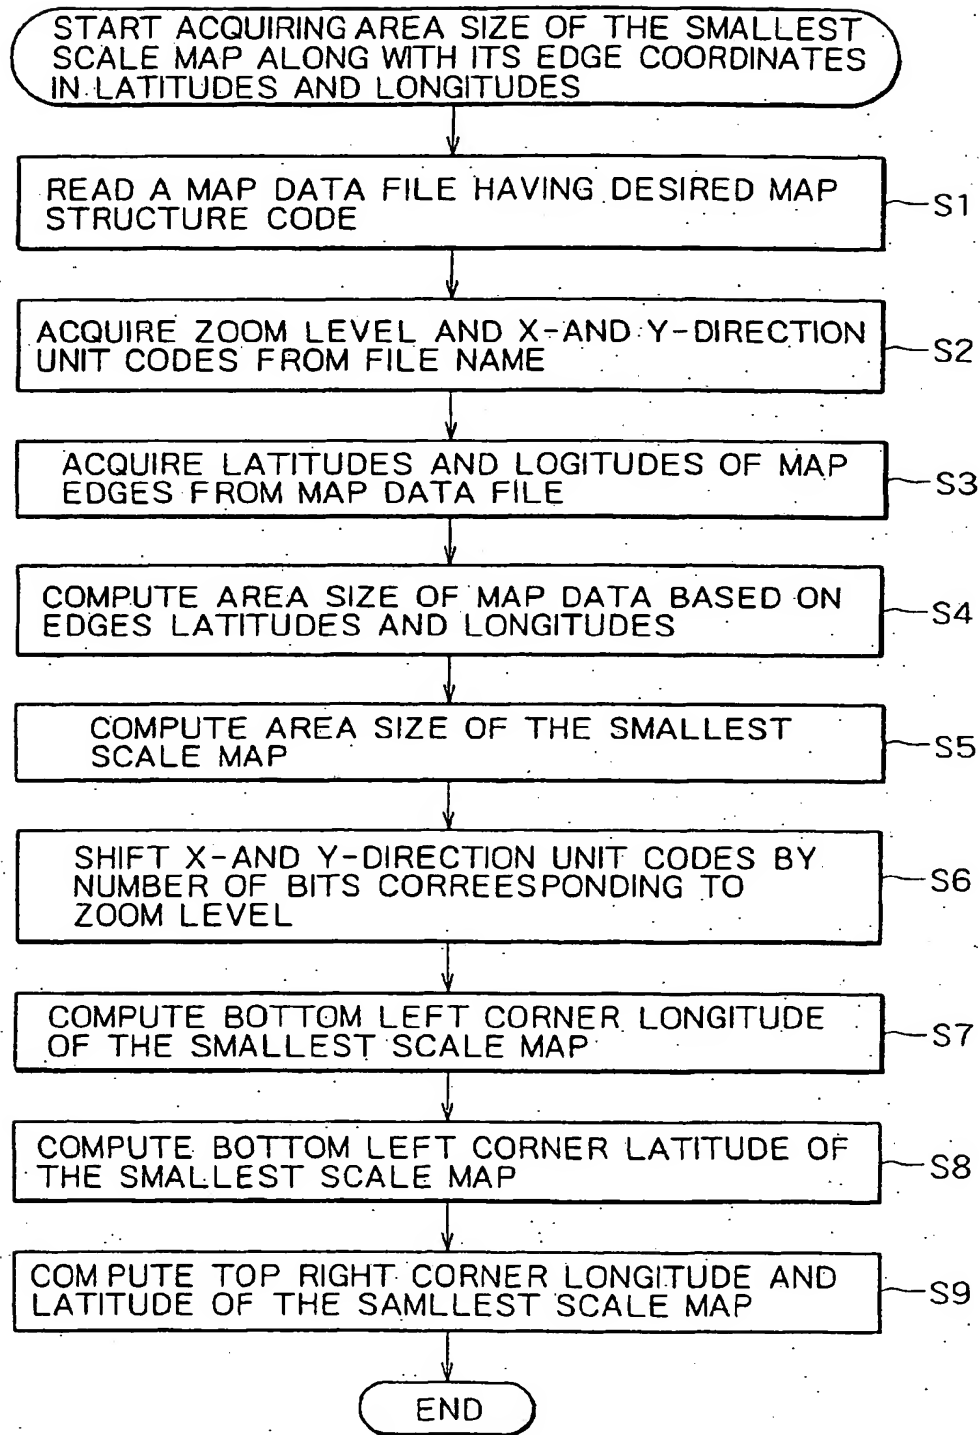 START ACQUIRING AREA SIZE OF THE SMALLEST
SCALE MAP ALONG WITH ITS EDGE COORDINATES
IN LATITUDES AND LONGITUDES
READ A MAP DATA FILE HAVING DESIRED MAP
STRUCTURE CODE
S1
ACQUIRE ZOOM LEVEL AND X-AND Y-DIRECTION
UNIT CODES FROM FILE NAME
S2
ACQUIRE LATITUDES AND LOGITUDES OF MAP
EDGES FROM MAP DATA FILE
S3
COMPUTE AREA SIZE OF MAP DATA BASED ON
EDGES LATITUDES AND LONGITUDES
S4
COMPUTE AREA SIZE OF THE SMALLEST
SCALE MAP
S5
SHIFT X-AND Y-DIRECTION UNIT CODES BY
NUMBER OF BITS CORREESPONDING TO
ZOOM LEVEL
S6
COMPUTE BOTTOM LEFT CORNER LONGITUDE
OF THE SMALLEST SCALE MAP
S7
COMPUTE BOTTOM LEFT CORNER LATITUDE OF
THE SMALLEST SCALE MAP
S8
COMPUTE TOP RIGHT CORNER LONGITUDE AND
LATITUDE OF THE SAMLLEST SCALE MAP
S9
END